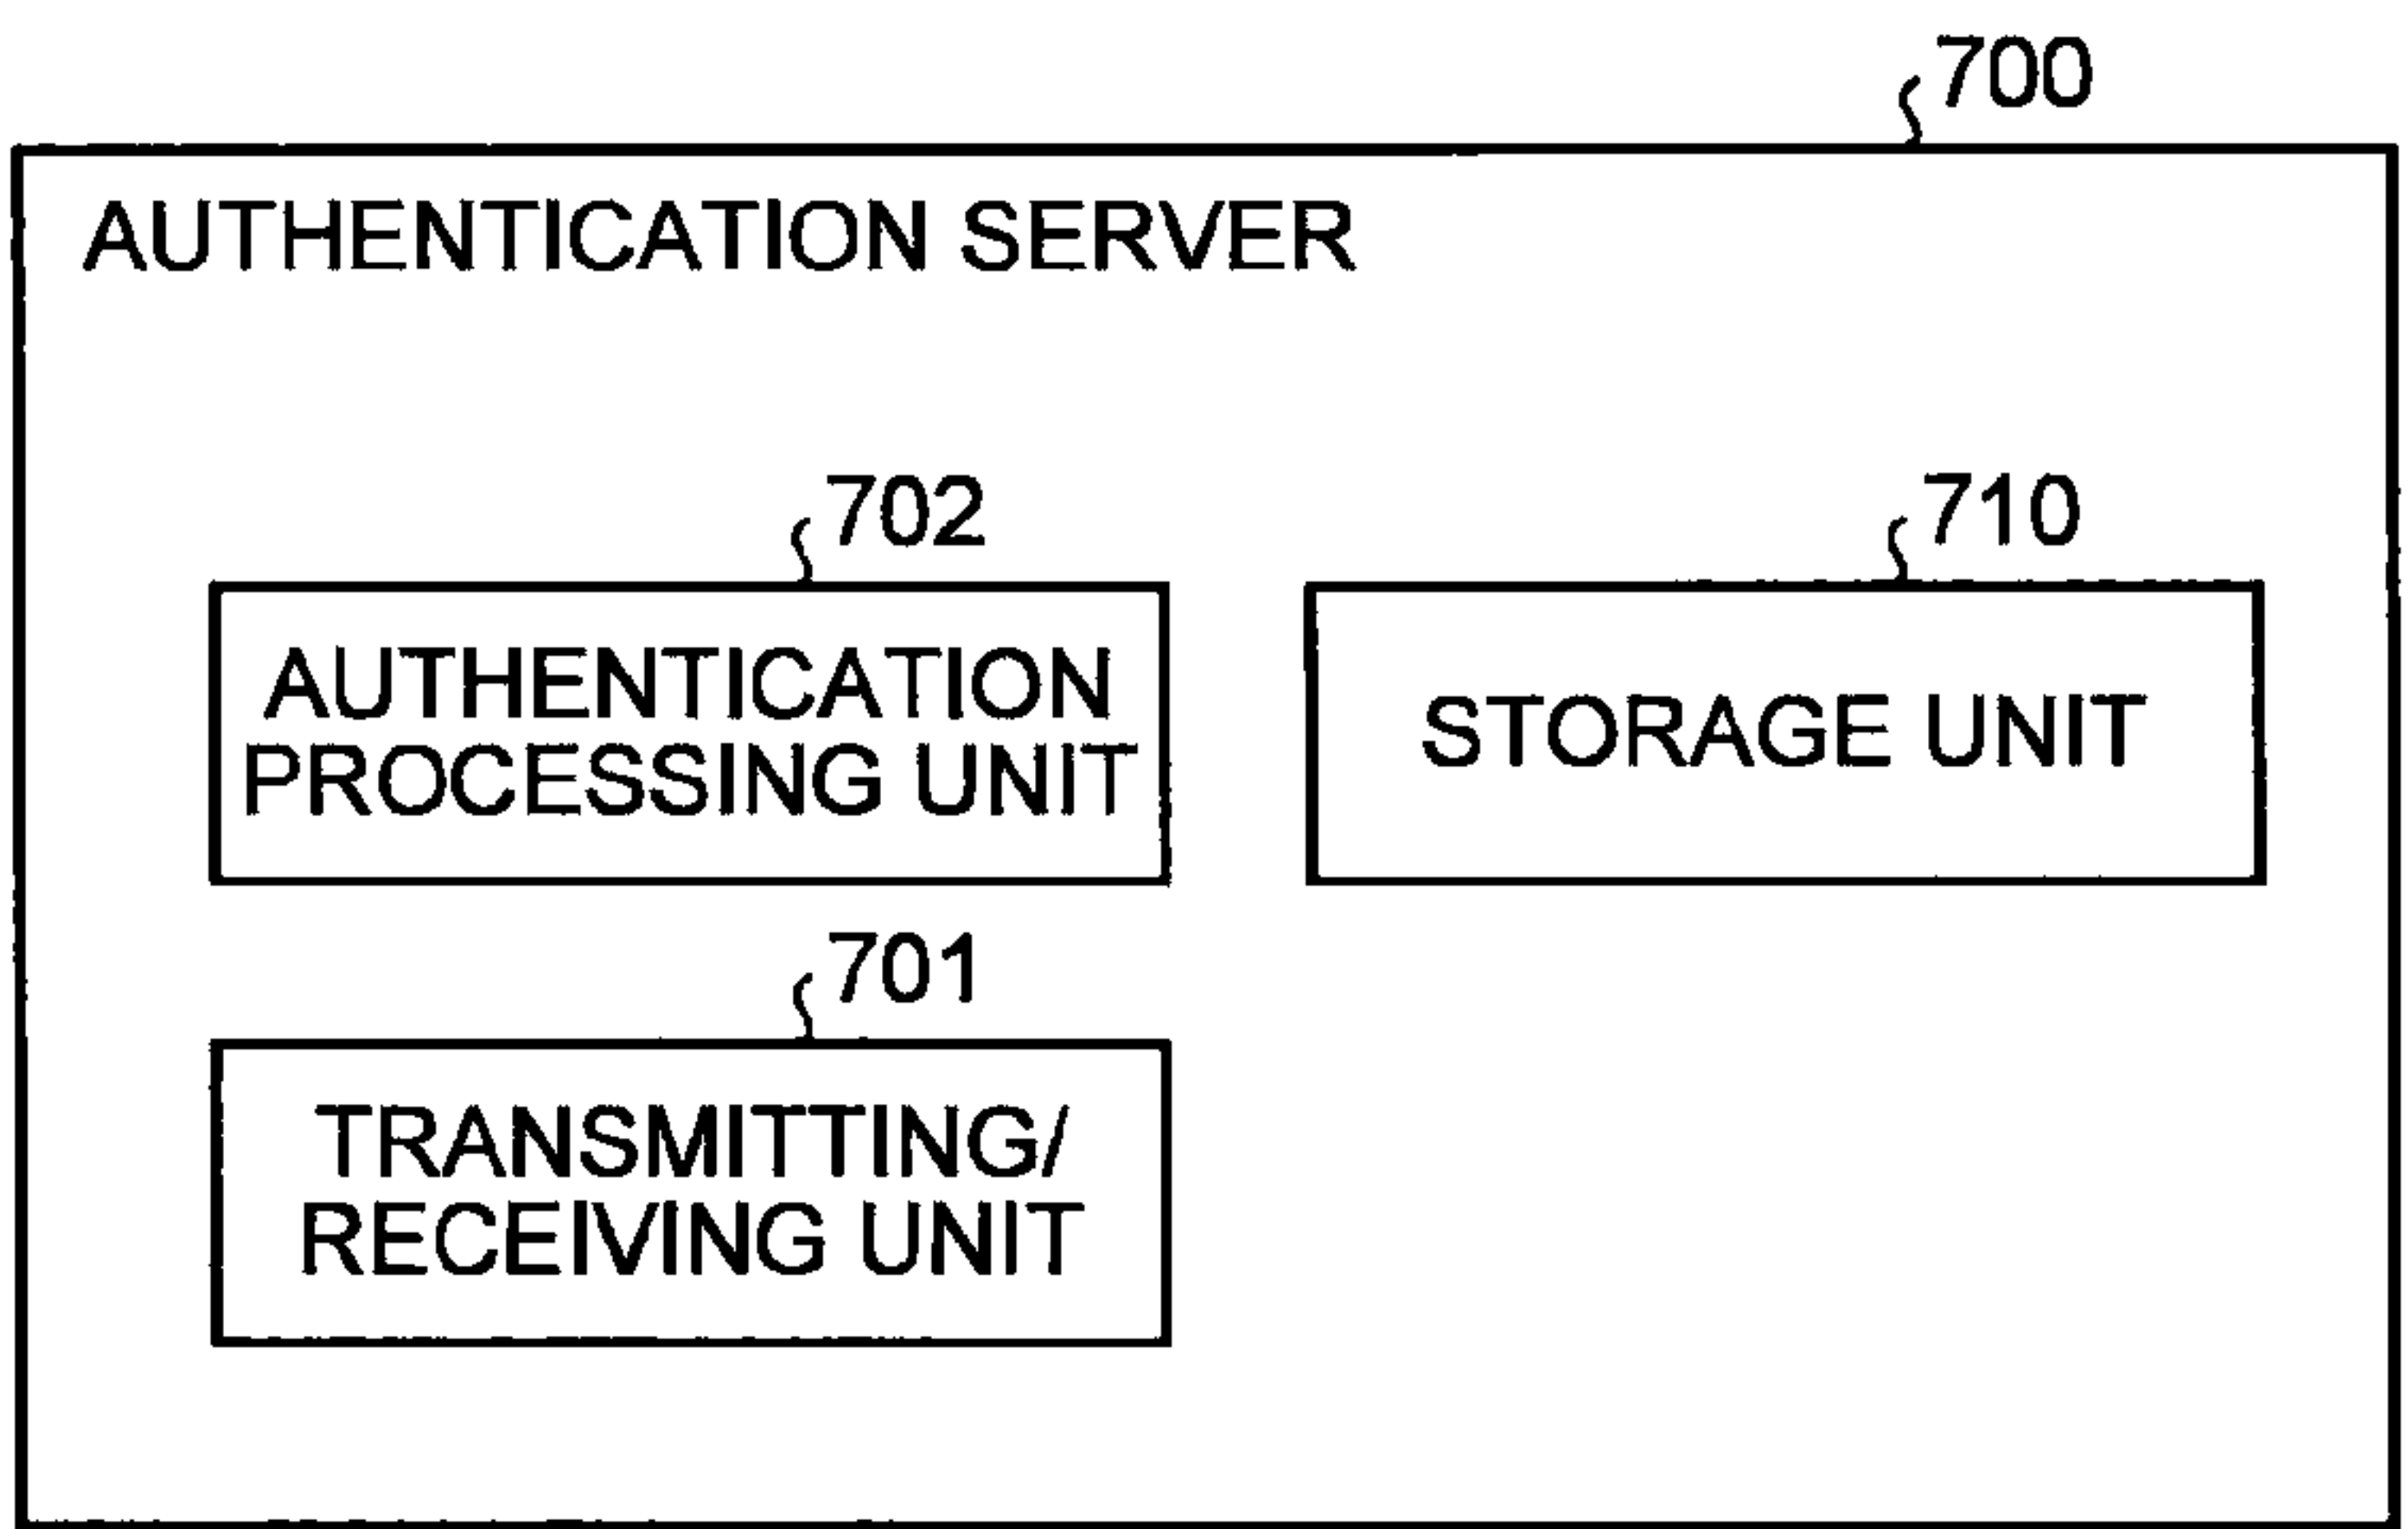 700
AUTHENTICATION SERVER
702
AUTHENTICATION
PROCESSING UNIT
710
STORAGE UNIT
701
TRANSMITTING/
RECEIVING UNIT